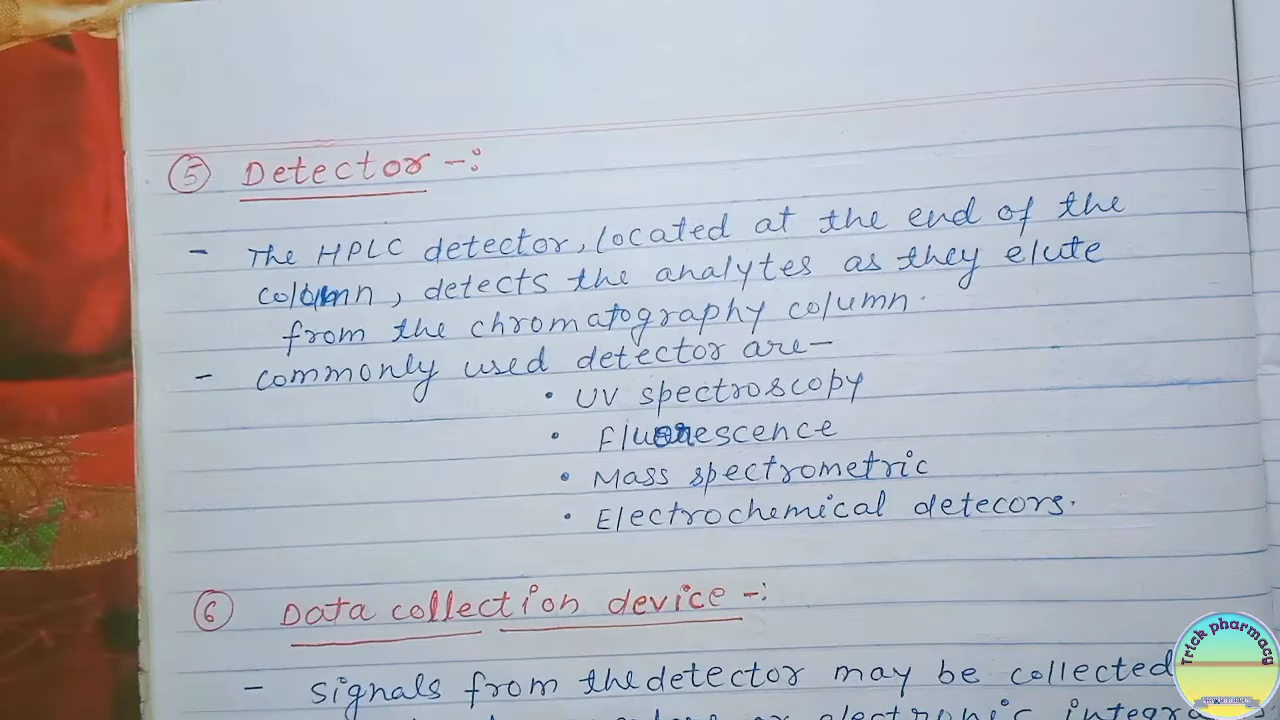 ⑤ Detector -:
- The HPLC detector, located at the end of the
column, detects the analytes as they elute
from the chromatography column.
- commonly used detector are-
• UV spectroscopy
• Fluorescence
• Mass spectrometric
• Electrochemical detecors.
⑥ Data collection device -:
- signals from the detector may be collected
electronic
Trick pharmacy